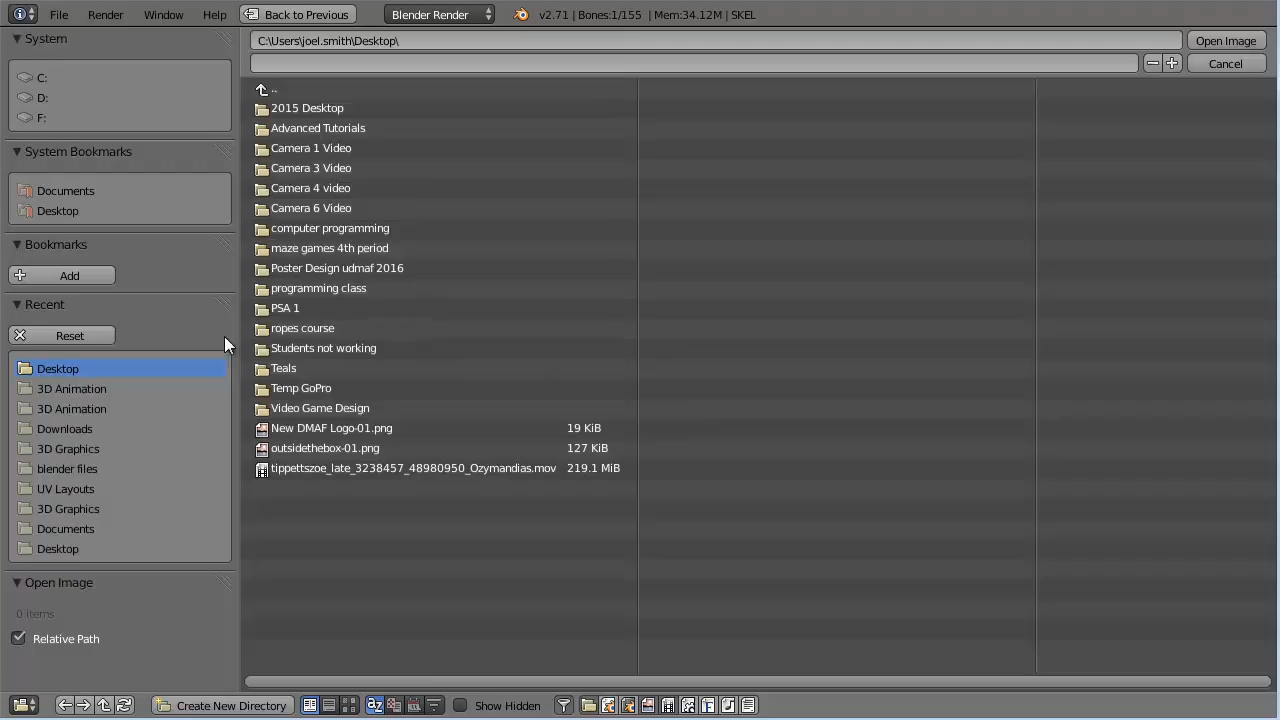 File Render Window Help Back to Previous Blender Render v2.71 | Bones:1/155 | Mem:34.12M | SKEL
System
C:
D:
F:
System Bookmarks
Documents
Desktop
Bookmarks
Add
Recent
Reset
Desktop
3D Animation
3D Animation
Downloads
3D Graphics
blender files
UV Layouts
3D Graphics
Documents
Desktop
Open Image
0 items
Relative Path
C:\Users\joel.smith\Desktop\ Open Image
Cancel
..
2015 Desktop
Advanced Tutorials
Camera 1 Video
Camera 3 Video
Camera 4 video
Camera 6 Video
computer programming
maze games 4th period
Poster Design udmaf 2016
programming class
PSA 1
ropes course
Students not working
Teals
Temp GoPro
Video Game Design
New DMAF Logo-01.png 19 KiB
outsidethebox-01.png 127 KiB
tippettszoe_late_3238457_48980950_Ozymandias.mov 219.1 MiB
Create New Directory Show Hidden